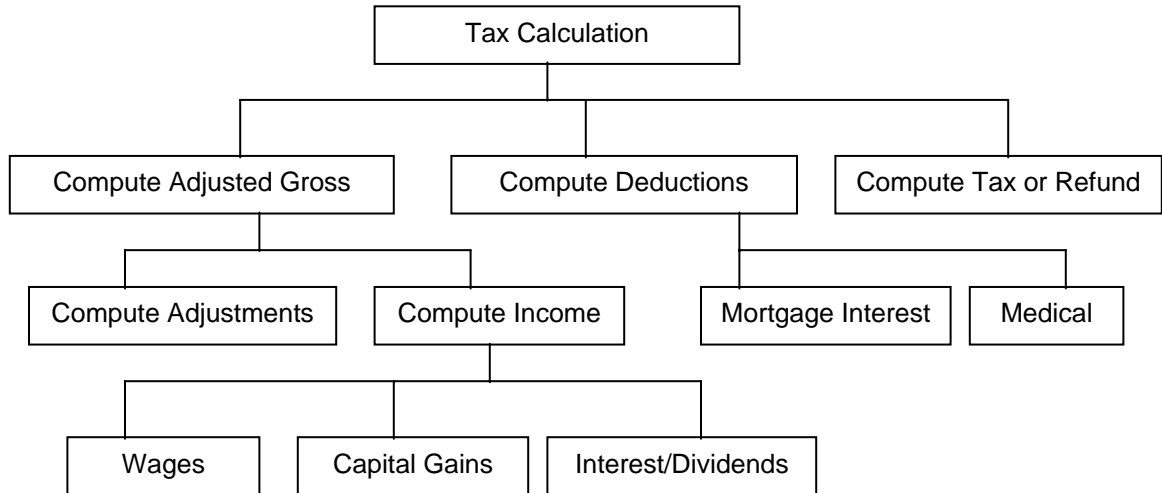 Tax Calculation
Compute Adjusted Gross
Compute Deductions
Compute Tax or Refund
Compute Adjustments
Compute Income
Mortgage Interest
Medical
Wages
Capital Gains
Interest/Dividends